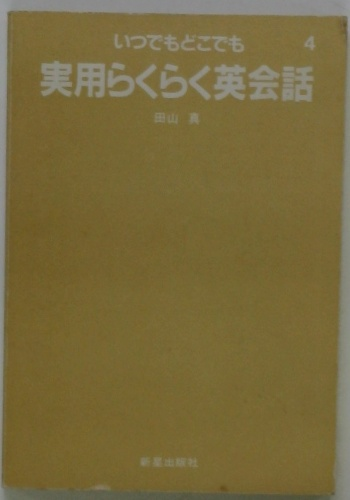 いつでもどこでも 4
実用らくらく英会話
田山 真
新星出版社